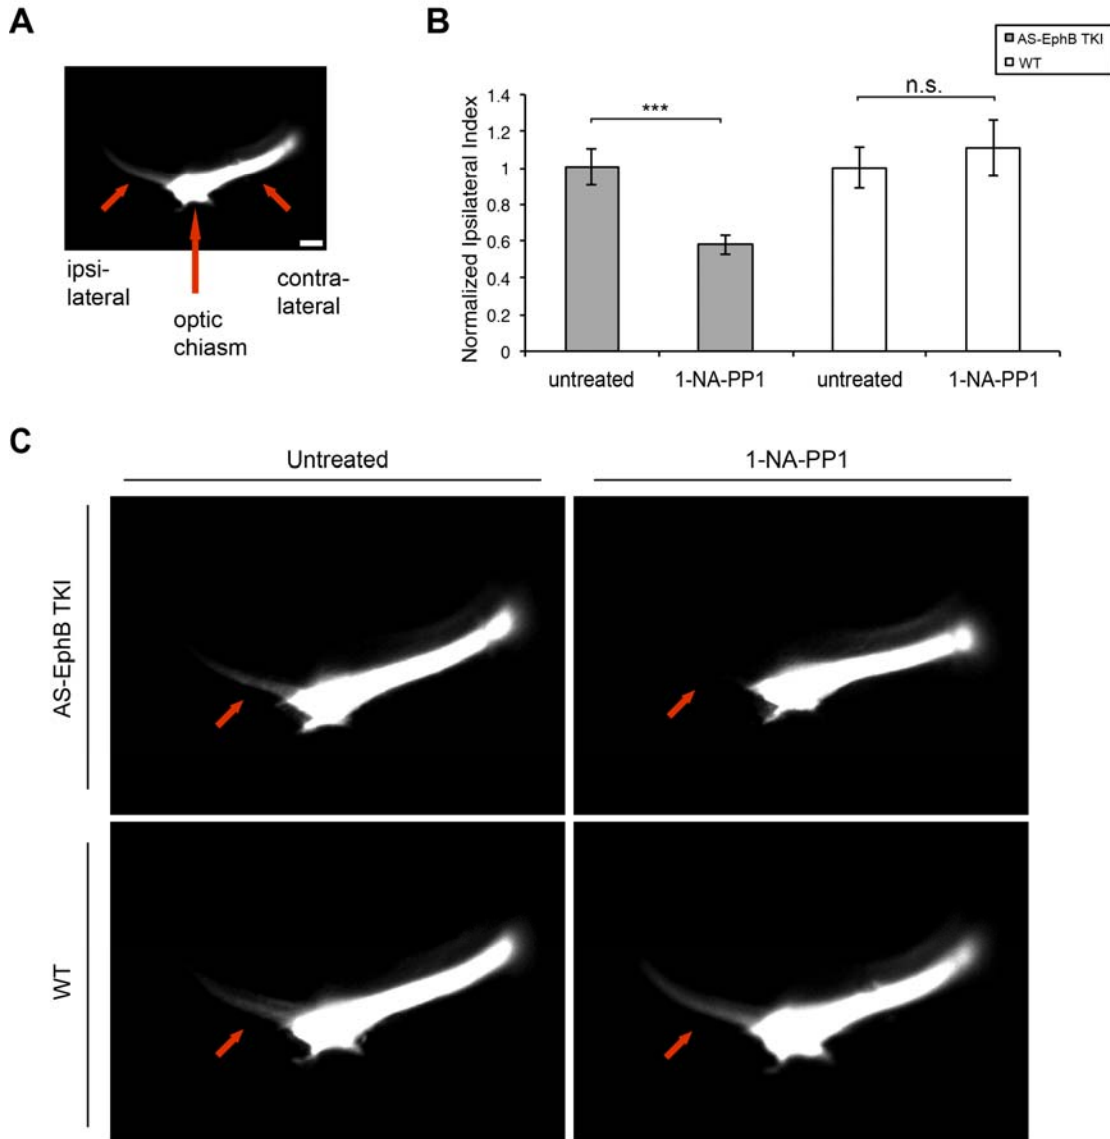 A
ipsi-
lateral
optic
chiasm
contra-
lateral
B
AS-EphB TKI
WT
Normalized Ipsilateral Index
1.4
1.2
1
0.8
0.6
0.4
0.2
0
***
n.s.
untreated
1-NA-PP1
untreated
1-NA-PP1
C
Untreated
1-NA-PP1
AS-EphB TKI
WT